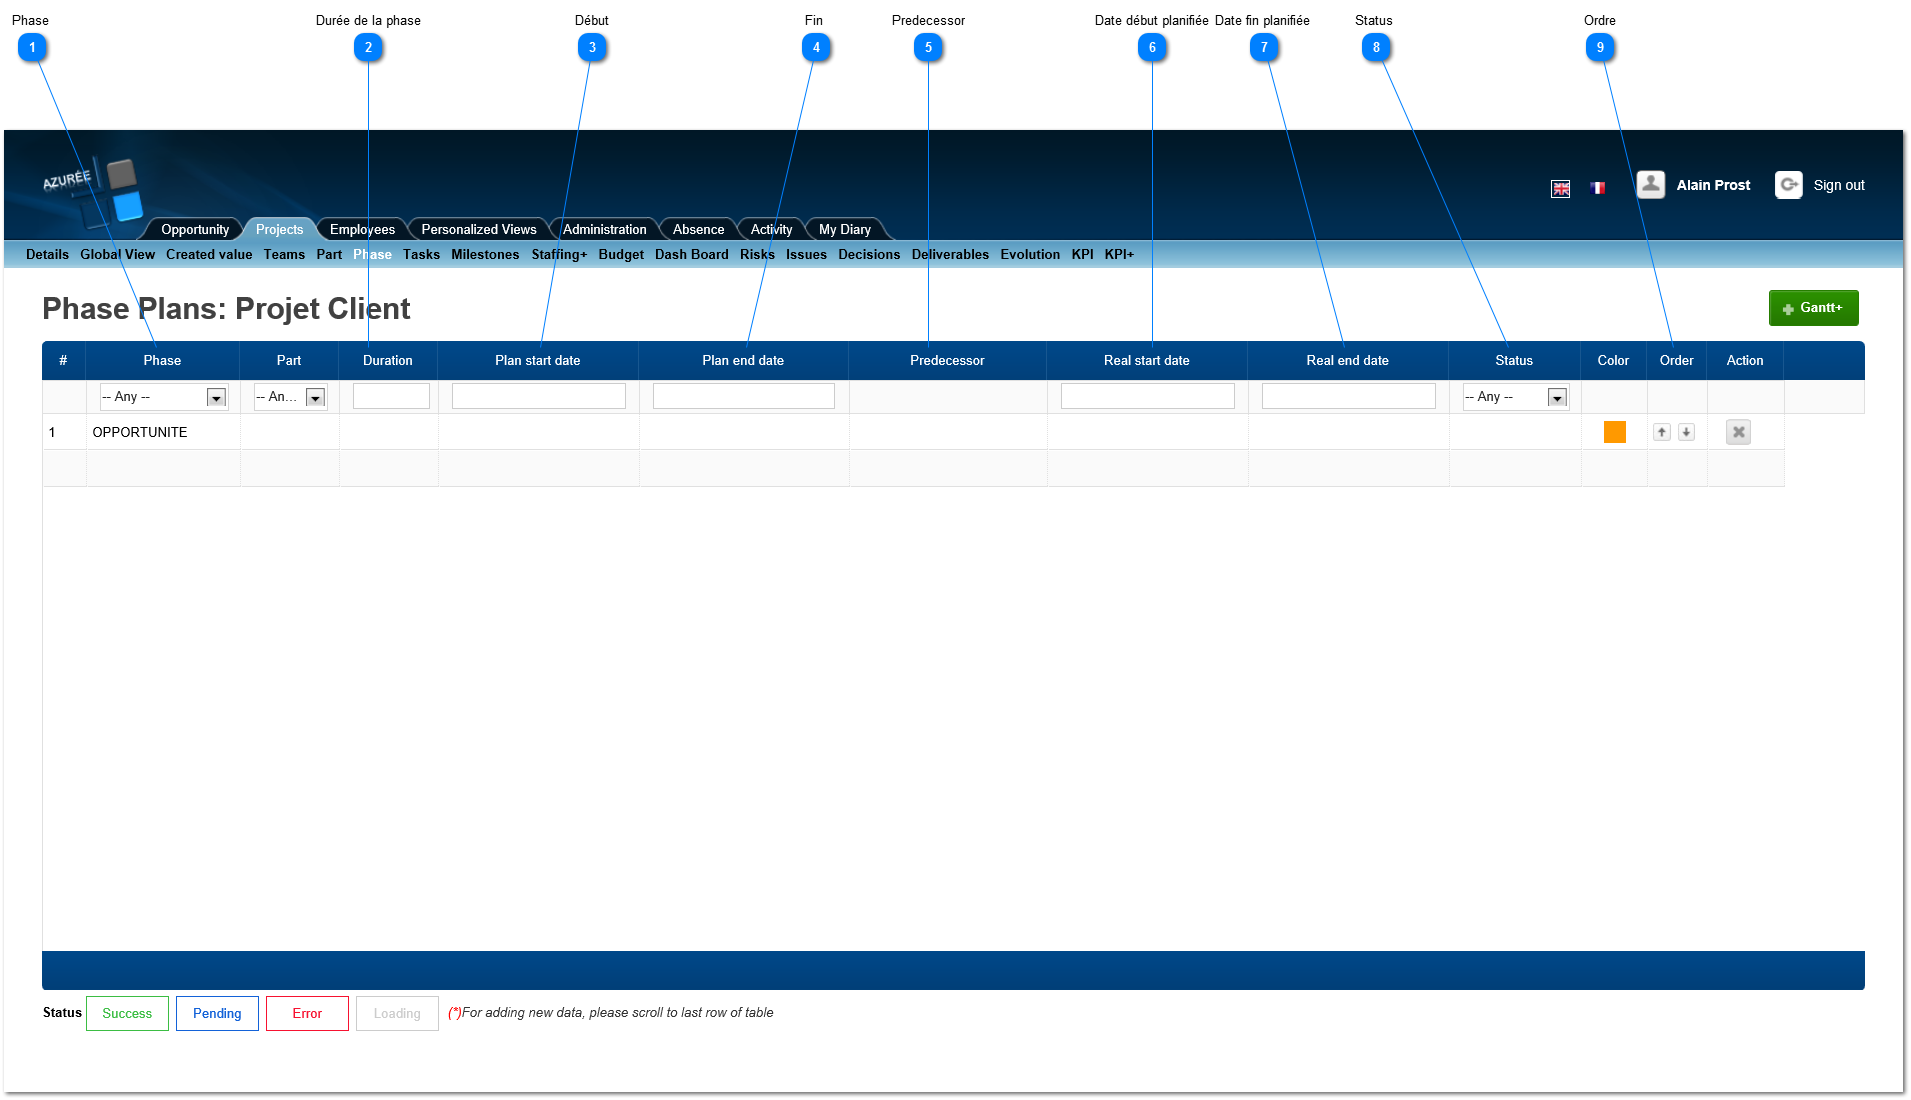 Phase Durée de la phase Début Fin Predecessor Date début planifiée Date fin planifiée Status Ordre
1 2 3 4 5 6 7 8 9
AZURÉE
Alain Prost Sign out
Opportunity Projects Employees Personalized Views Administration Absence Activity My Diary
Details Global View Created value Teams Part Phase Tasks Milestones Staffing+ Budget Dash Board Risks Issues Decisions Deliverables Evolution KPI KPI+
Phase Plans: Projet Client
Gantt+
# Phase Part Duration Plan start date Plan end date Predecessor Real start date Real end date Status Color Order Action
-- Any -- -- An... -- Any --
1 OPPORTUNITE
Status Success Pending Error Loading (*)For adding new data, please scroll to last row of table